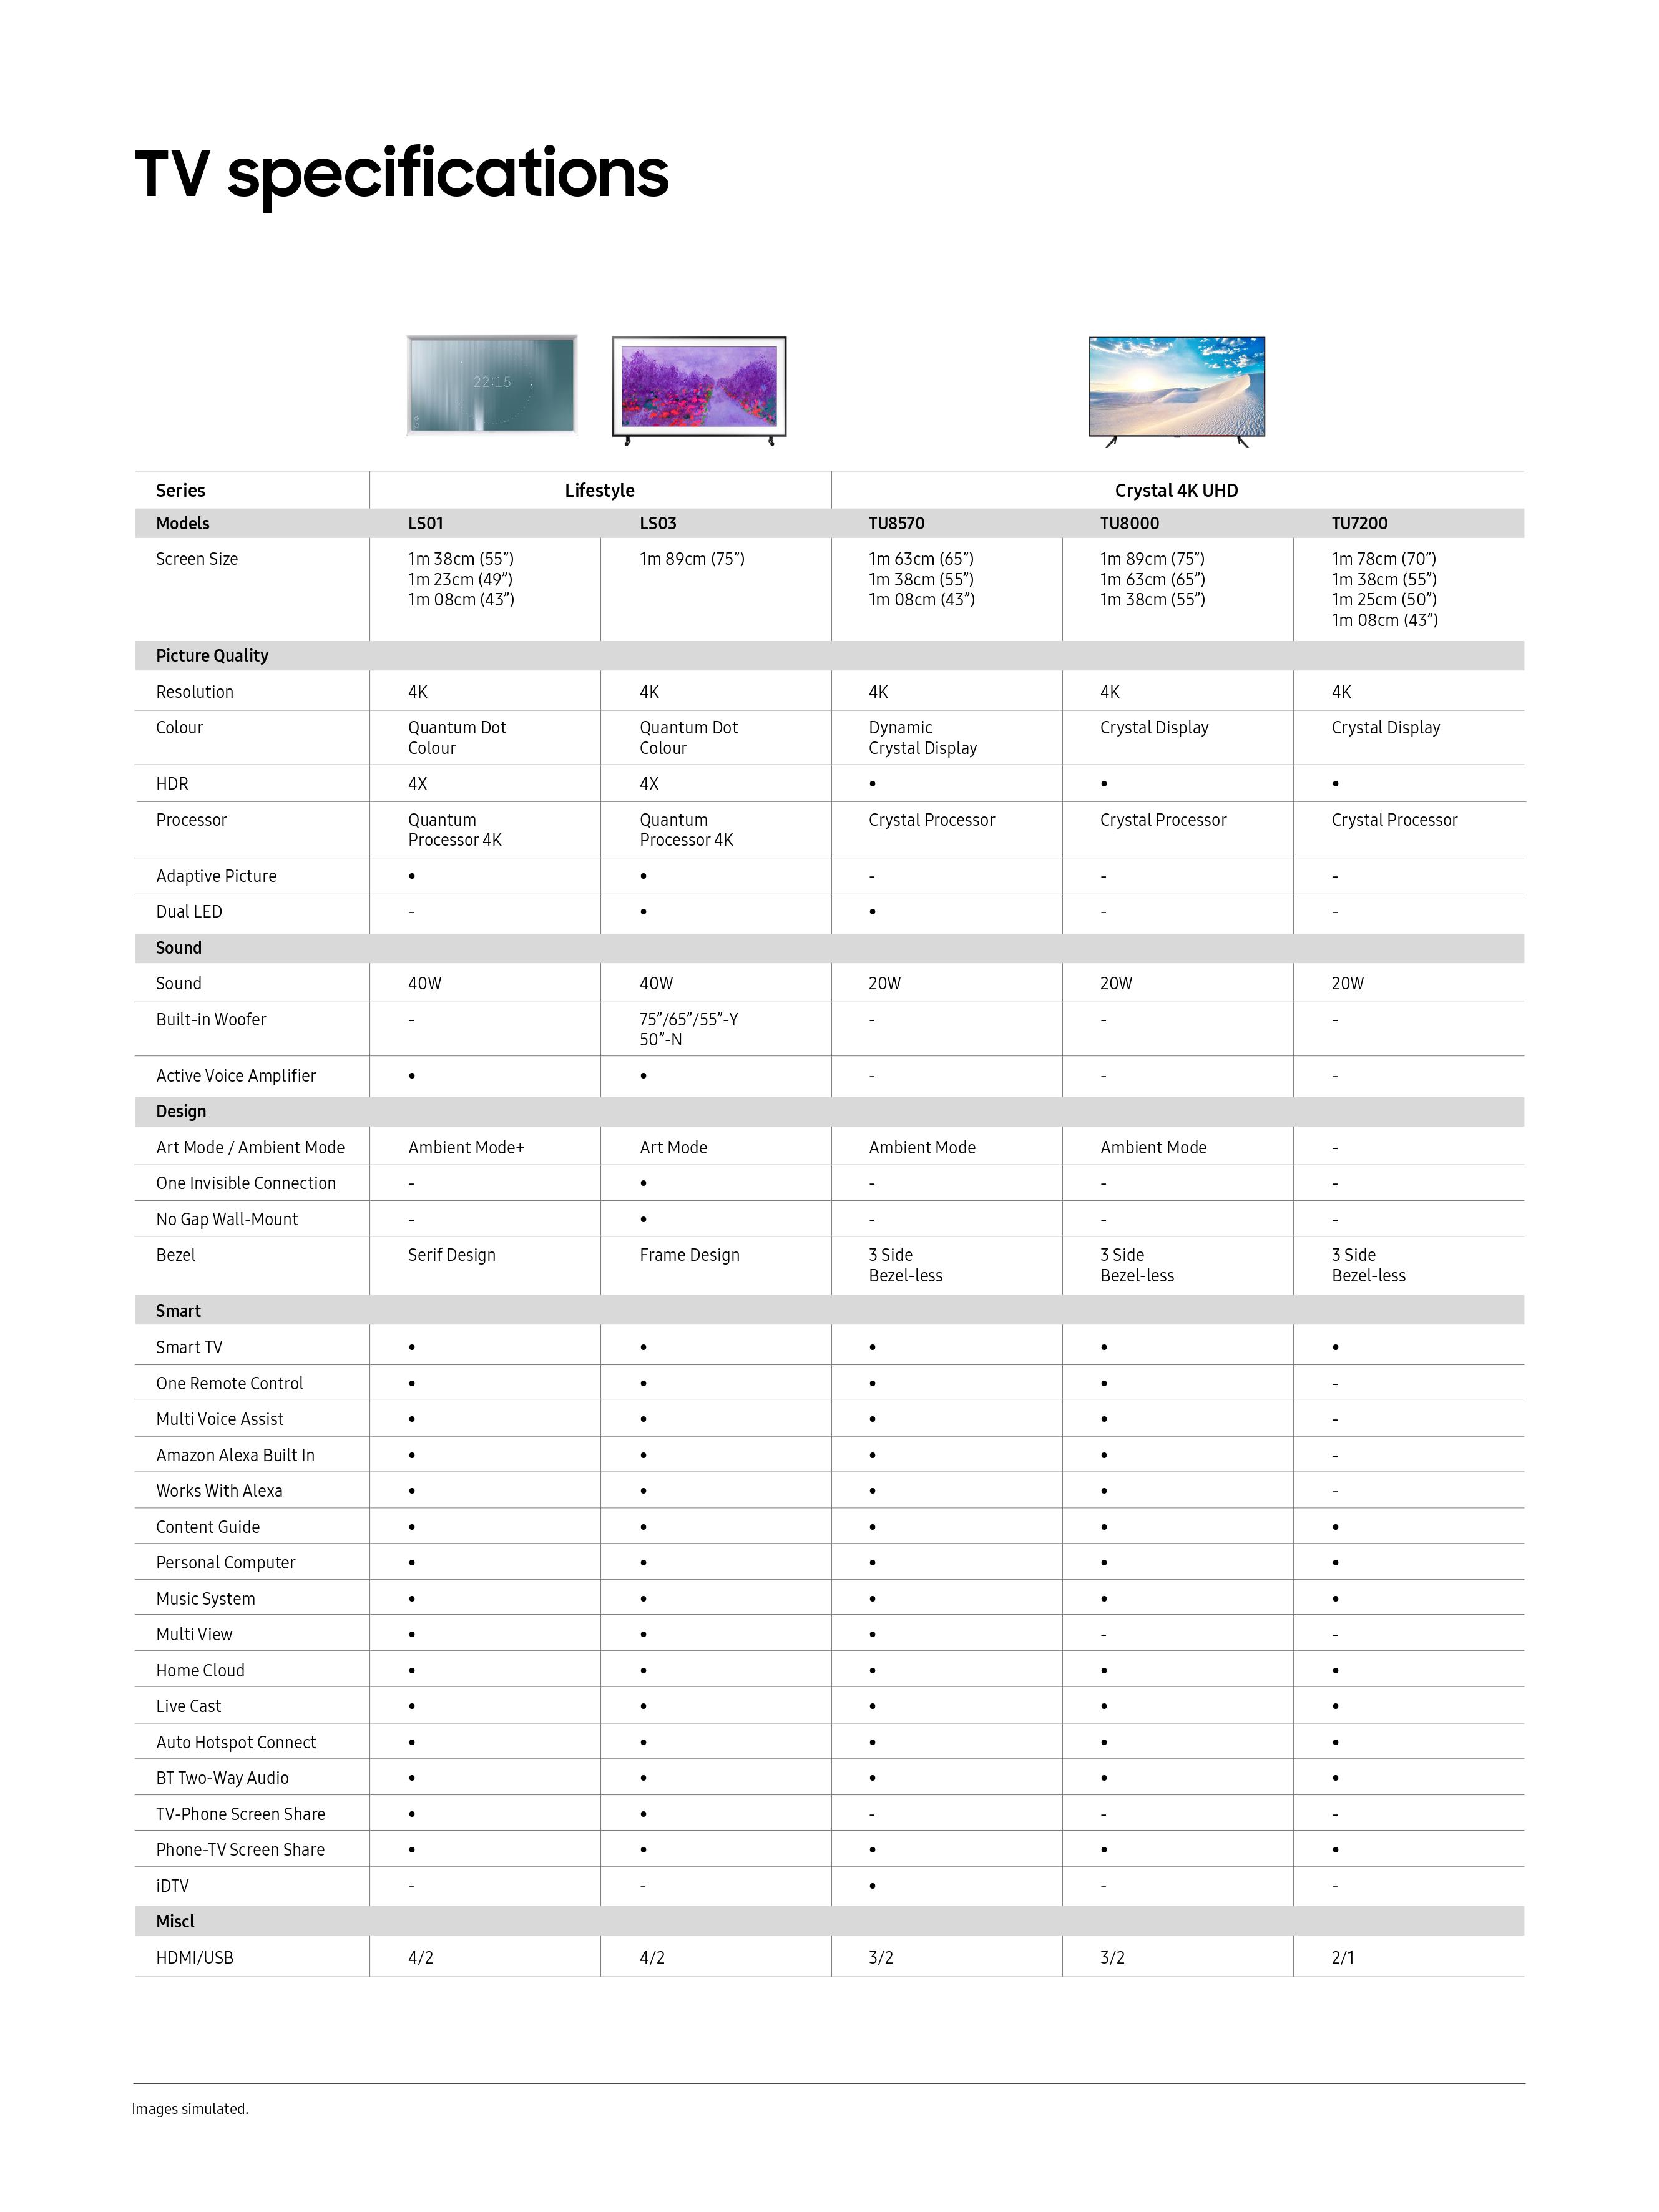 TV specifications
22:15
Series Lifestyle Crystal 4K UHD
Models LS01 LS03 TU8570 TU8000 TU7200
Screen Size 1m 38cm (55”) 1m 89cm (75”) 1m 63cm (65”) 1m 89cm (75”) 1m 78cm (70”)
1m 23cm (49”) 1m 38cm (55”) 1m 63cm (65”) 1m 38cm (55”)
1m 08cm (43”) 1m 08cm (43”) 1m 38cm (55”) 1m 25cm (50”)
1m 08cm (43”)
Picture Quality
Resolution 4K 4K 4K 4K 4K
Colour Quantum Dot Quantum Dot Dynamic Crystal Display Crystal Display
Colour Colour Crystal Display
HDR 4X 4X • • •
Processor Quantum Quantum Crystal Processor Crystal Processor Crystal Processor
Processor 4K Processor 4K
Adaptive Picture • • - - -
Dual LED - • • - -
Sound
Sound 40W 40W 20W 20W 20W
Built-in Woofer - 75”/65”/55”-Y - - -
50”-N
Active Voice Amplifier • • - - -
Design
Art Mode / Ambient Mode Ambient Mode+ Art Mode Ambient Mode Ambient Mode -
One Invisible Connection - • - - -
No Gap Wall-Mount - • - - -
Bezel Serif Design Frame Design 3 Side 3 Side 3 Side
Bezel-less Bezel-less Bezel-less
Smart
Smart TV • • • • •
One Remote Control • • • • -
Multi Voice Assist • • • • -
Amazon Alexa Built In • • • • -
Works With Alexa • • • • -
Content Guide • • • • •
Personal Computer • • • • •
Music System • • • • •
Multi View • • • - -
Home Cloud • • • • •
Live Cast • • • • •
Auto Hotspot Connect • • • • •
BT Two-Way Audio • • • • •
TV-Phone Screen Share • • - - -
Phone-TV Screen Share • • • • •
iDTV - - • - -
Miscl
HDMI/USB 4/2 4/2 3/2 3/2 2/1
Images simulated.